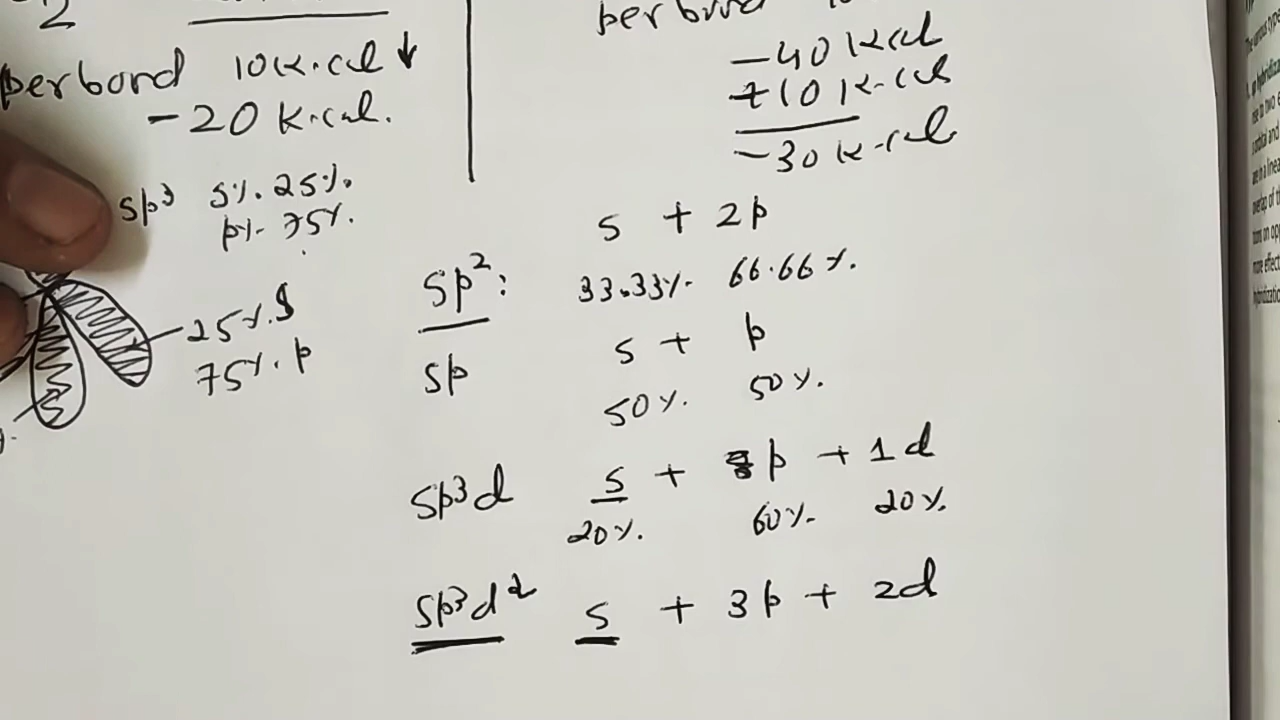 2
per bond 10 K.cal ↓
- 20 K.cal.
sp³ s%. 25%.
p%- 75%.
25%. s
75%. p
per bond
- 40 K cal
+ 10 K-cal
- 30 K-cal
sp²: s + 2p
33.33%- 66.66%.
sp s + p
50%. 50%.
sp³d s + 3p + 1d
20%. 60%- 20%.
sp³d² s + 3p + 2d